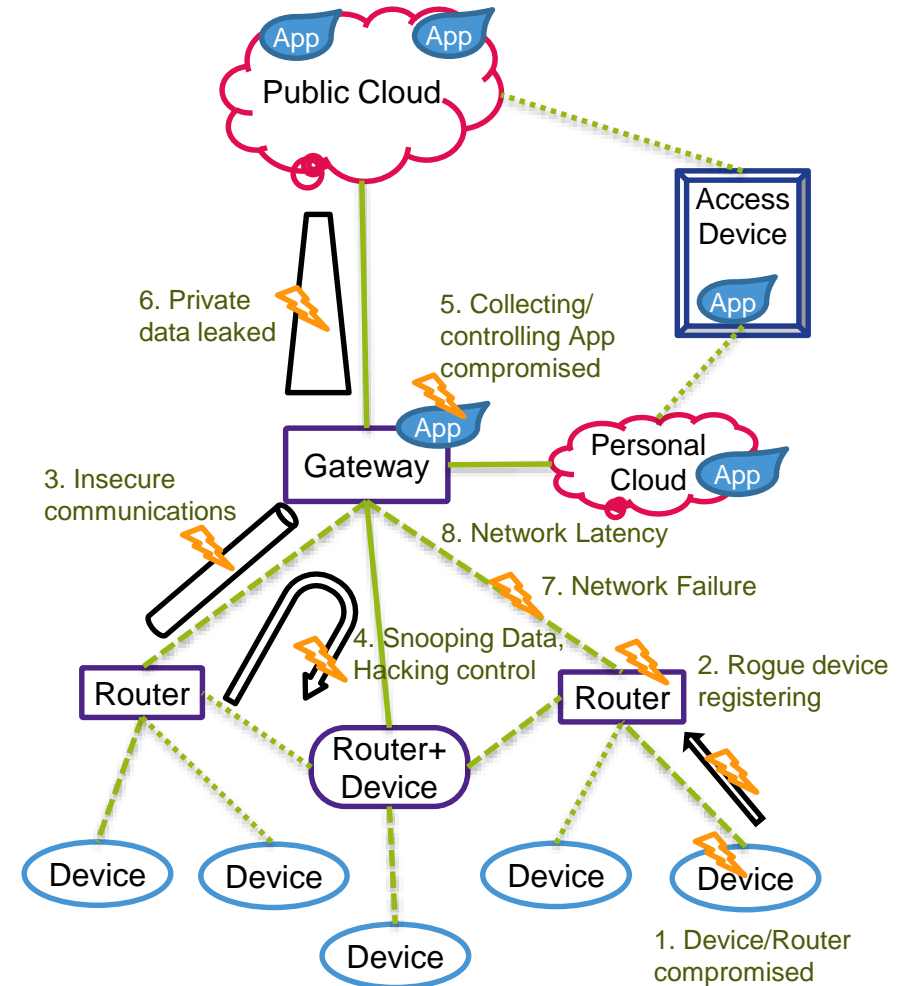 App
App
Public Cloud
Access
Device
App
6. Private
data leaked
5. Collecting/
controlling App
compromised
App
Gateway
Personal
Cloud
App
3. Insecure
communications
8. Network Latency
7. Network Failure
4. Snooping Data,
Hacking control
2. Rogue device
registering
Router
Router
Router+
Device
Device
Device
Device
Device
Device
1. Device/Router
compromised